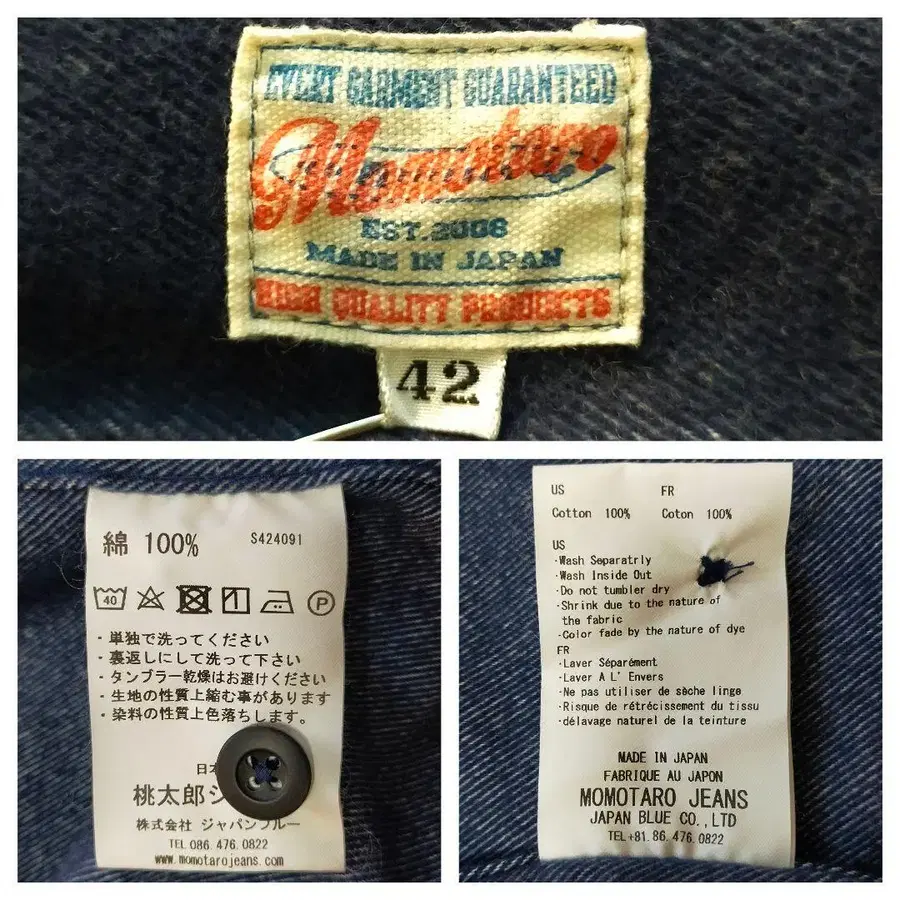 EVERY GARMENT GUARANTEED
Momotaro
EST.2006
MADE IN JAPAN
HIGH QUALITY PRODUCTS
42
綿 100% S424091
40 P
・単独で洗ってください
・裏返しにして洗って下さい
・タンブラー乾燥はお避けください
・生地の性質上縮む事があります
・染料の性質上色落ちします。
日本
桃太郎ジ
株式会社 ジャパンブルー
TEL 086.476.0822
www.momotarojeans.com
US FR
Cotton 100% Coton 100%
US
·Wash Separatrly
·Wash Inside Out
·Do not tumbler dry
·Shrink due to the nature of
the fabric
·Color fade by the nature of dye
FR
·Laver Séparément
·Laver A L' Envers
·Ne pas utiliser de sèche linge
·Risque de rétrécissement du tissu
·délavage naturel de la teinture
MADE IN JAPAN
FABRIQUE AU JAPON
MOMOTARO JEANS
JAPAN BLUE CO.,LTD
TEL+81.86.476.0822